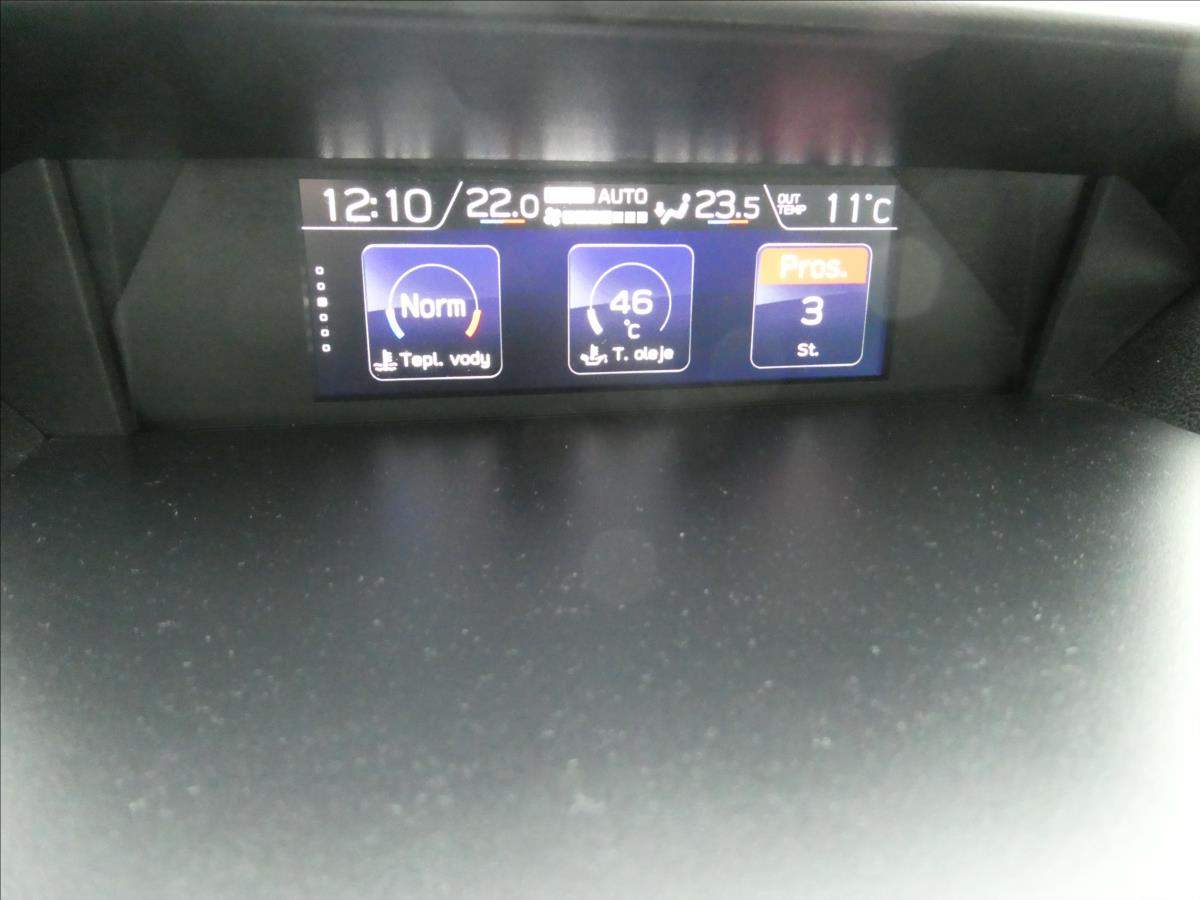 12:10 22.0 AUTO 23.5 OUT TEMP 11°C
Norm
Tepl. vody
46
°C
T. oleje
Pros.
3
St.